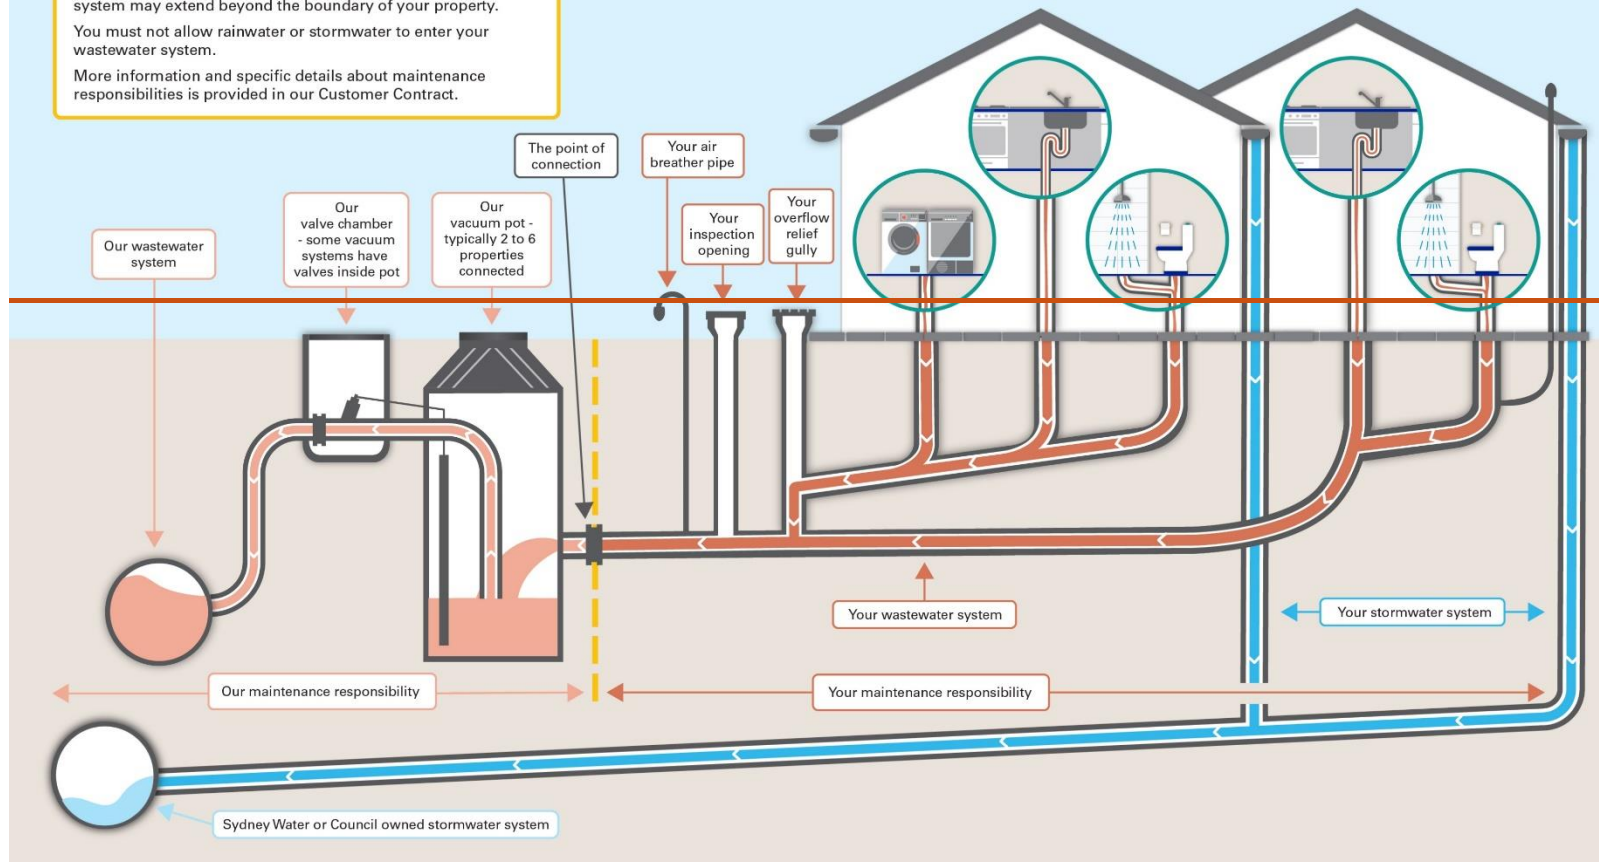 system may extend beyond the boundary of your property.
You must not allow rainwater or stormwater to enter your
wastewater system.
More information and specific details about maintenance
responsibilities is provided in our Customer Contract.
The point of
connection
Your air
breather pipe
Our wastewater
system
Our
valve chamber
- some vacuum
systems have
valves inside pot
Our
vacuum pot -
typically 2 to 6
properties
connected
Your
inspection
opening
Your
overflow
relief
gully
Your wastewater system
Your stormwater system
Our maintenance responsibility
Your maintenance responsibility
Sydney Water or Council owned stormwater system